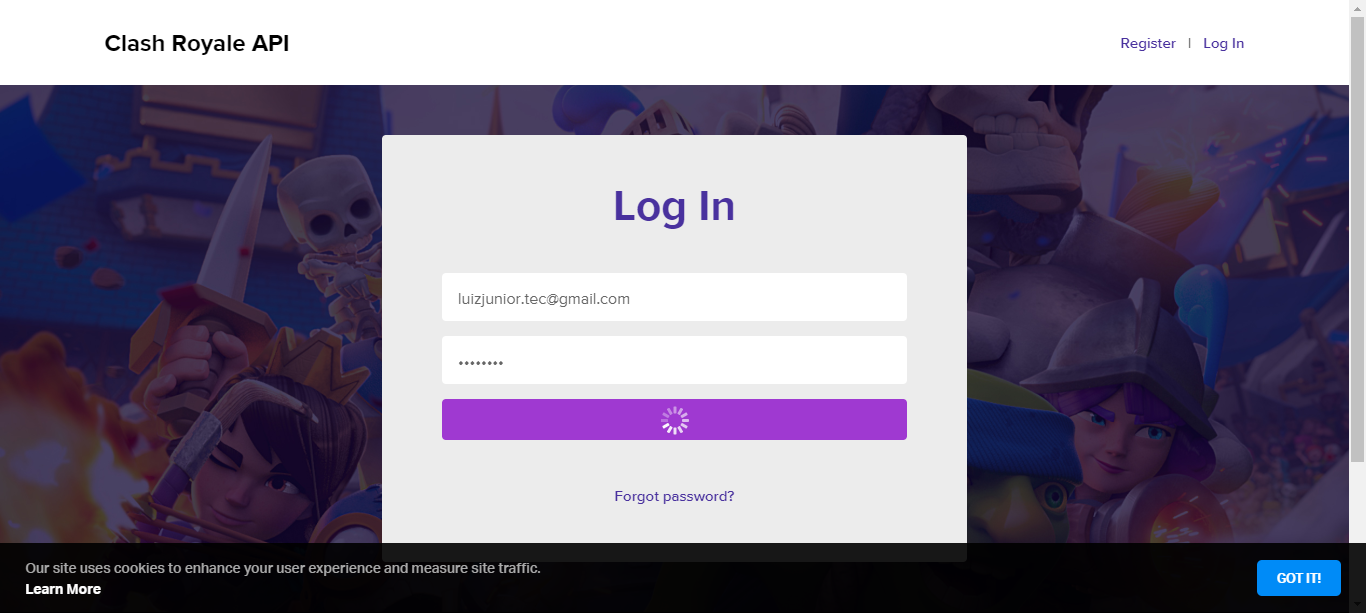 Clash Royale API
Register | Log In
Log In
luizjunior.tec@gmail.com
••••••••
Forgot password?
Our site uses cookies to enhance your user experience and measure site traffic.
Learn More
GOT IT!